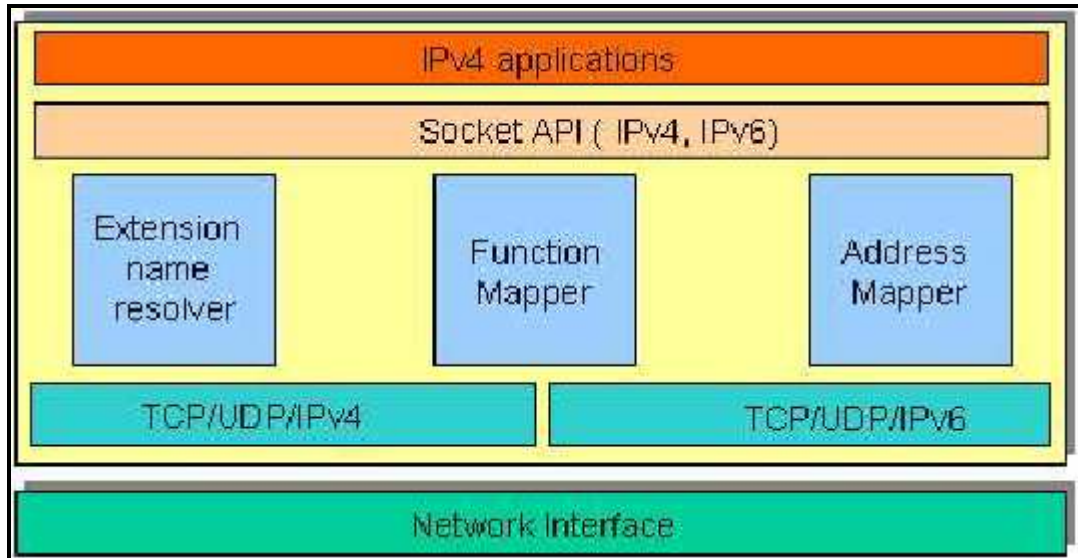 IPv4 applications
Socket API ( IPv4, IPv6)
Extension
name
resolver
Function
Mapper
Address
Mapper
TCP/UDP/IPv4
TCP/UDP/IPv6
Network Interface